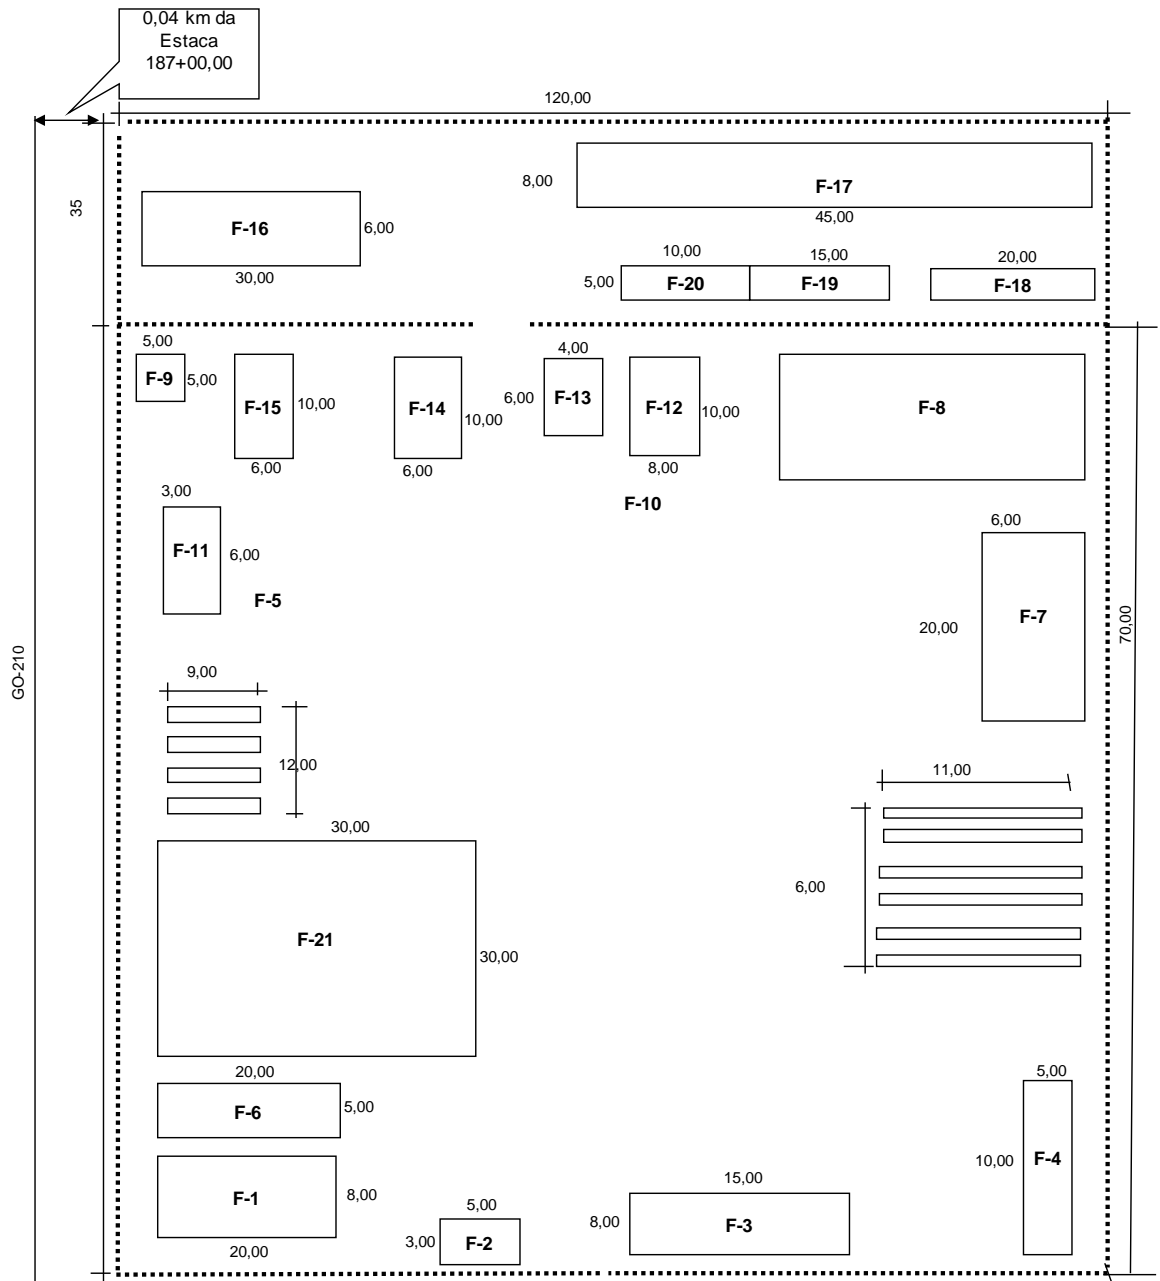 0,04 km da
Estaca
187+00,00
120,00
35
8,00
F-17
45,00
F-16
6,00
30,00
10,00
15,00
20,00
5,00
F-20
F-19
F-18
5,00
F-9
5,00
F-15
10,00
6,00
F-14
10,00
6,00
4,00
6,00
F-13
F-12
10,00
8,00
F-8
F-10
3,00
F-11
6,00
F-5
6,00
F-7
20,00
70,00
GO-210
9,00
12,00
11,00
6,00
30,00
F-21
30,00
20,00
F-6
5,00
5,00
10,00
F-4
F-1
8,00
20,00
5,00
3,00
F-2
15,00
8,00
F-3